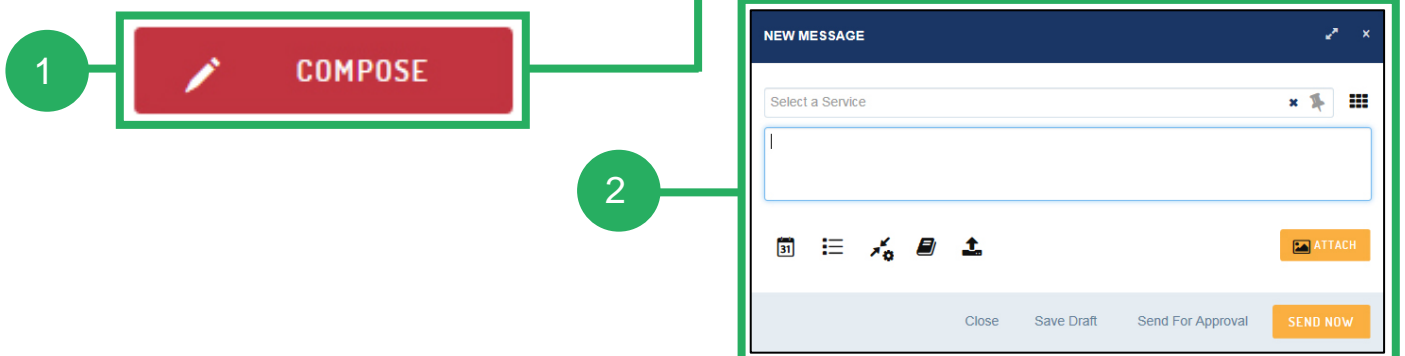 1
COMPOSE
2
NEW MESSAGE
Select a Service
31
ATTACH
Close Save Draft Send For Approval SEND NOW